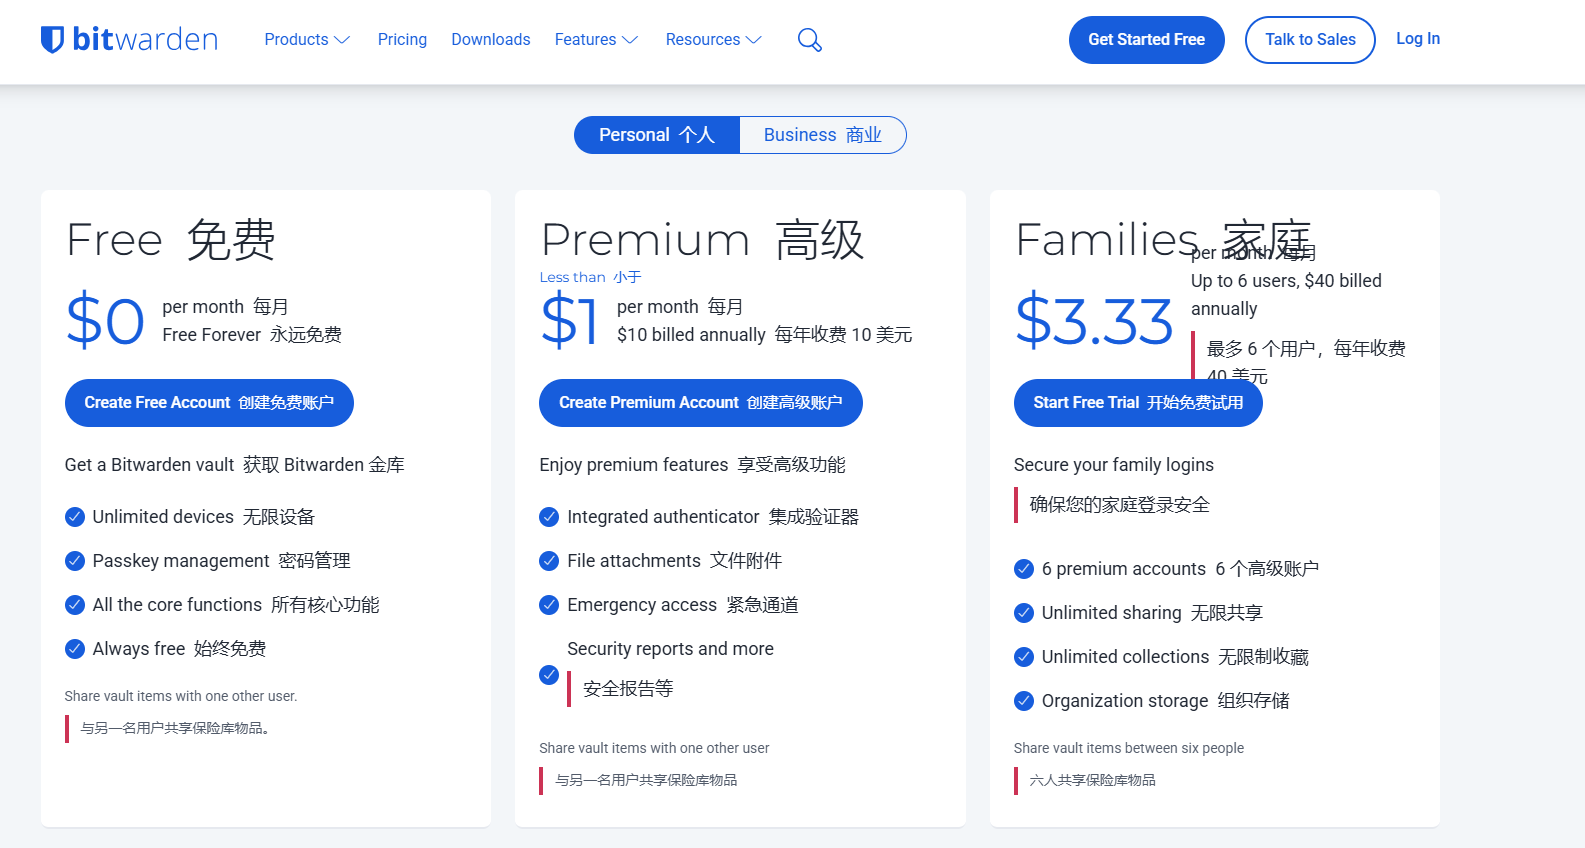 bitwarden
Products
Pricing
Downloads
Features
Resources
Get Started Free
Talk to Sales
Log In
Personal 个人
Business 商业
Free 免费
$0
per month 每月
Free Forever 永远免费
Create Free Account 创建免费账户
Get a Bitwarden vault 获取 Bitwarden 金库
Unlimited devices 无限设备
Passkey management 密码管理
All the core functions 所有核心功能
Always free 始终免费
Share vault items with one other user.
与另一名用户共享保险库物品。
Premium 高级
Less than 小于
$1
per month 每月
$10 billed annually 每年收费 10 美元
Create Premium Account 创建高级账户
Enjoy premium features 享受高级功能
Integrated authenticator 集成验证器
File attachments 文件附件
Emergency access 紧急通道
Security reports and more
安全报告等
Share vault items with one other user
与另一名用户共享保险库物品
Families 家庭
$3.33
per month 每月
Up to 6 users, $40 billed
annually
最多 6 个用户，每年收费
40 美元
Start Free Trial 开始免费试用
Secure your family logins
确保您的家庭登录安全
6 premium accounts 6 个高级账户
Unlimited sharing 无限共享
Unlimited collections 无限制收藏
Organization storage 组织存储
Share vault items between six people
六人共享保险库物品